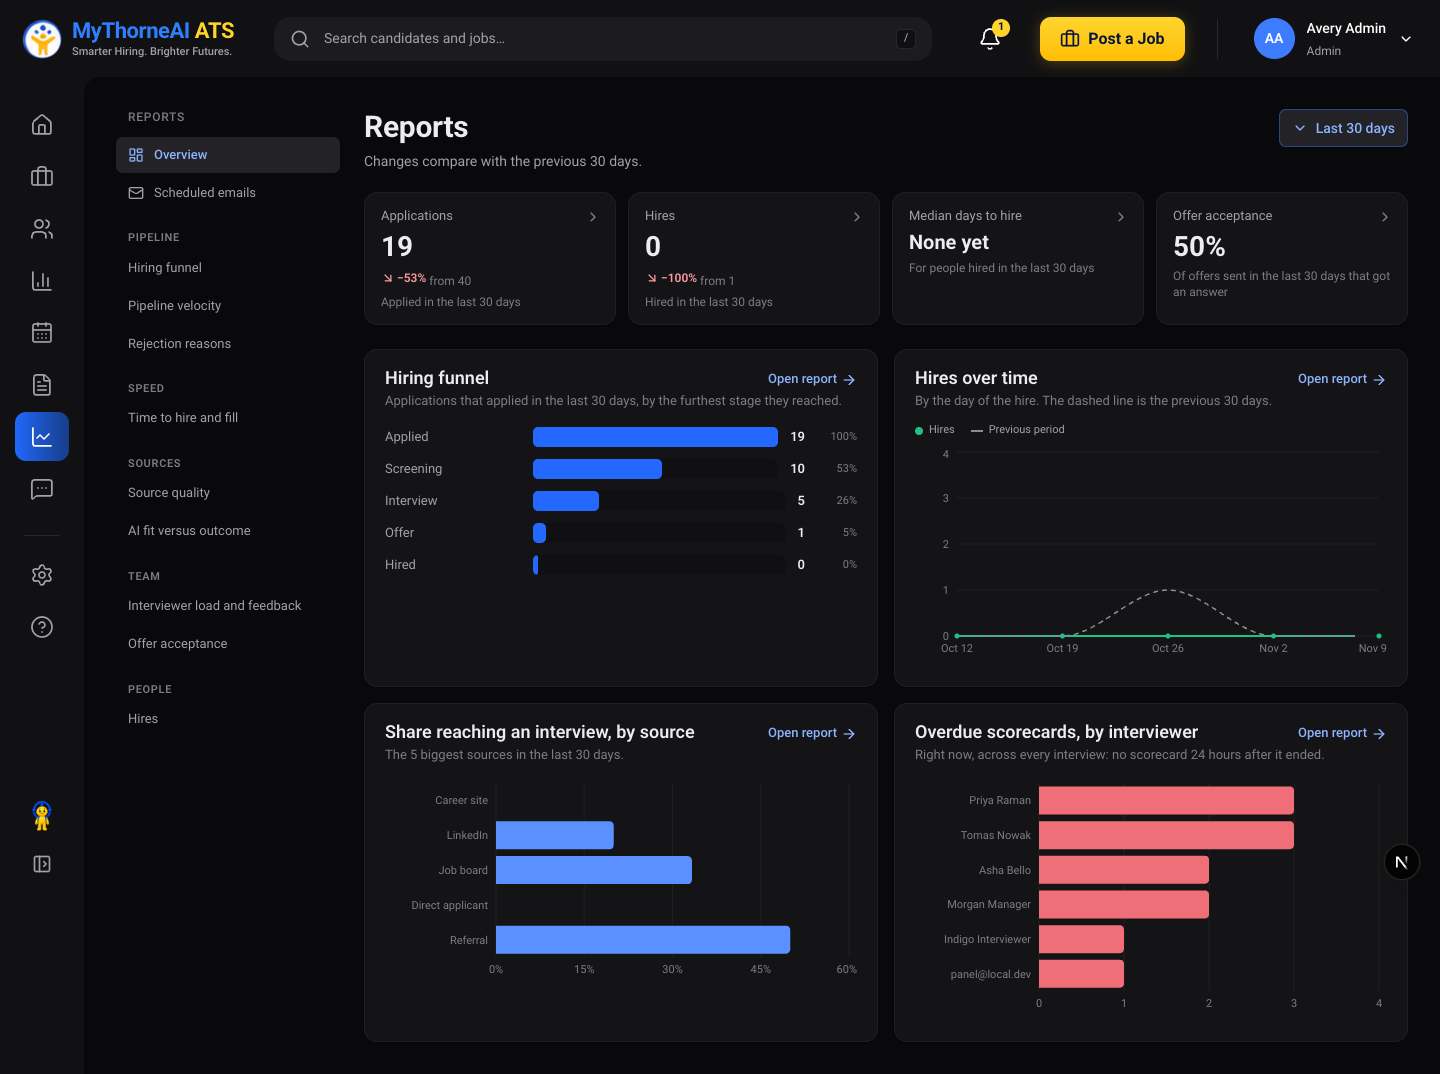 MyThorneAI ATS
Smarter Hiring. Brighter Futures.
Search candidates and jobs...
/
1
Post a Job
AA
Avery Admin
Admin
REPORTS
Overview
Scheduled emails
PIPELINE
Hiring funnel
Pipeline velocity
Rejection reasons
SPEED
Time to hire and fill
SOURCES
Source quality
AI fit versus outcome
TEAM
Interviewer load and feedback
Offer acceptance
PEOPLE
Hires
Reports
Changes compare with the previous 30 days.
Last 30 days
Applications
19
−53% from 40
Applied in the last 30 days
Hires
0
−100% from 1
Hired in the last 30 days
Median days to hire
None yet
For people hired in the last 30 days
Offer acceptance
50%
Of offers sent in the last 30 days that got
an answer
Hiring funnel
Open report
Applications that applied in the last 30 days, by the furthest stage they reached.
Applied 19 100%
Screening 10 53%
Interview 5 26%
Offer 1 5%
Hired 0 0%
Hires over time
Open report
By the day of the hire. The dashed line is the previous 30 days.
Hires Previous period
4
3
2
1
0
Oct 12 Oct 19 Oct 26 Nov 2 Nov 9
Share reaching an interview, by source
Open report
The 5 biggest sources in the last 30 days.
Career site
LinkedIn
Job board
Direct applicant
Referral
0% 15% 30% 45% 60%
Overdue scorecards, by interviewer
Open report
Right now, across every interview: no scorecard 24 hours after it ended.
Priya Raman
Tomas Nowak
Asha Bello
Morgan Manager
Indigo Interviewer
panel@local.dev
0 1 2 3 4
N